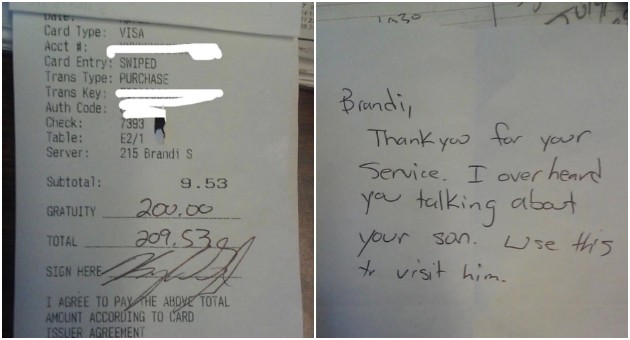 Date:
Card Type: VISA
Acct #:
Card Entry: SWIPED
Trans Type: PURCHASE
Trans Key:
Auth Code:
Check: 7393
Table: E2/1
Server: 215 Brandi S
Subtotal: 9.53
GRATUITY 200.00
TOTAL 209.53
SIGN HERE
I AGREE TO PAY THE ABOVE TOTAL
AMOUNT ACCORDING TO CARD
ISSUER AGREEMENT
Brandi,
Thank you for your
Service. I over heard
you talking about
your son. Use this
to visit him.